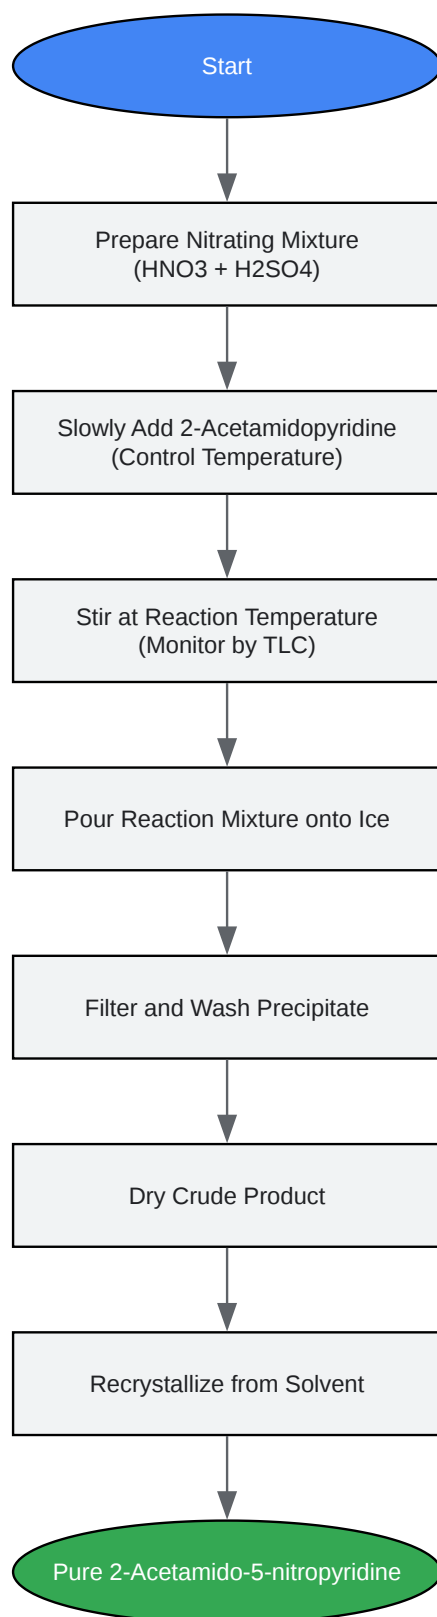 Start
Prepare Nitrating Mixture
(HNO3 + H2SO4)
Slowly Add 2-Acetamidopyridine
(Control Temperature)
Stir at Reaction Temperature
(Monitor by TLC)
Pour Reaction Mixture onto Ice
Filter and Wash Precipitate
Dry Crude Product
Recrystallize from Solvent
Pure 2-Acetamido-5-nitropyridine